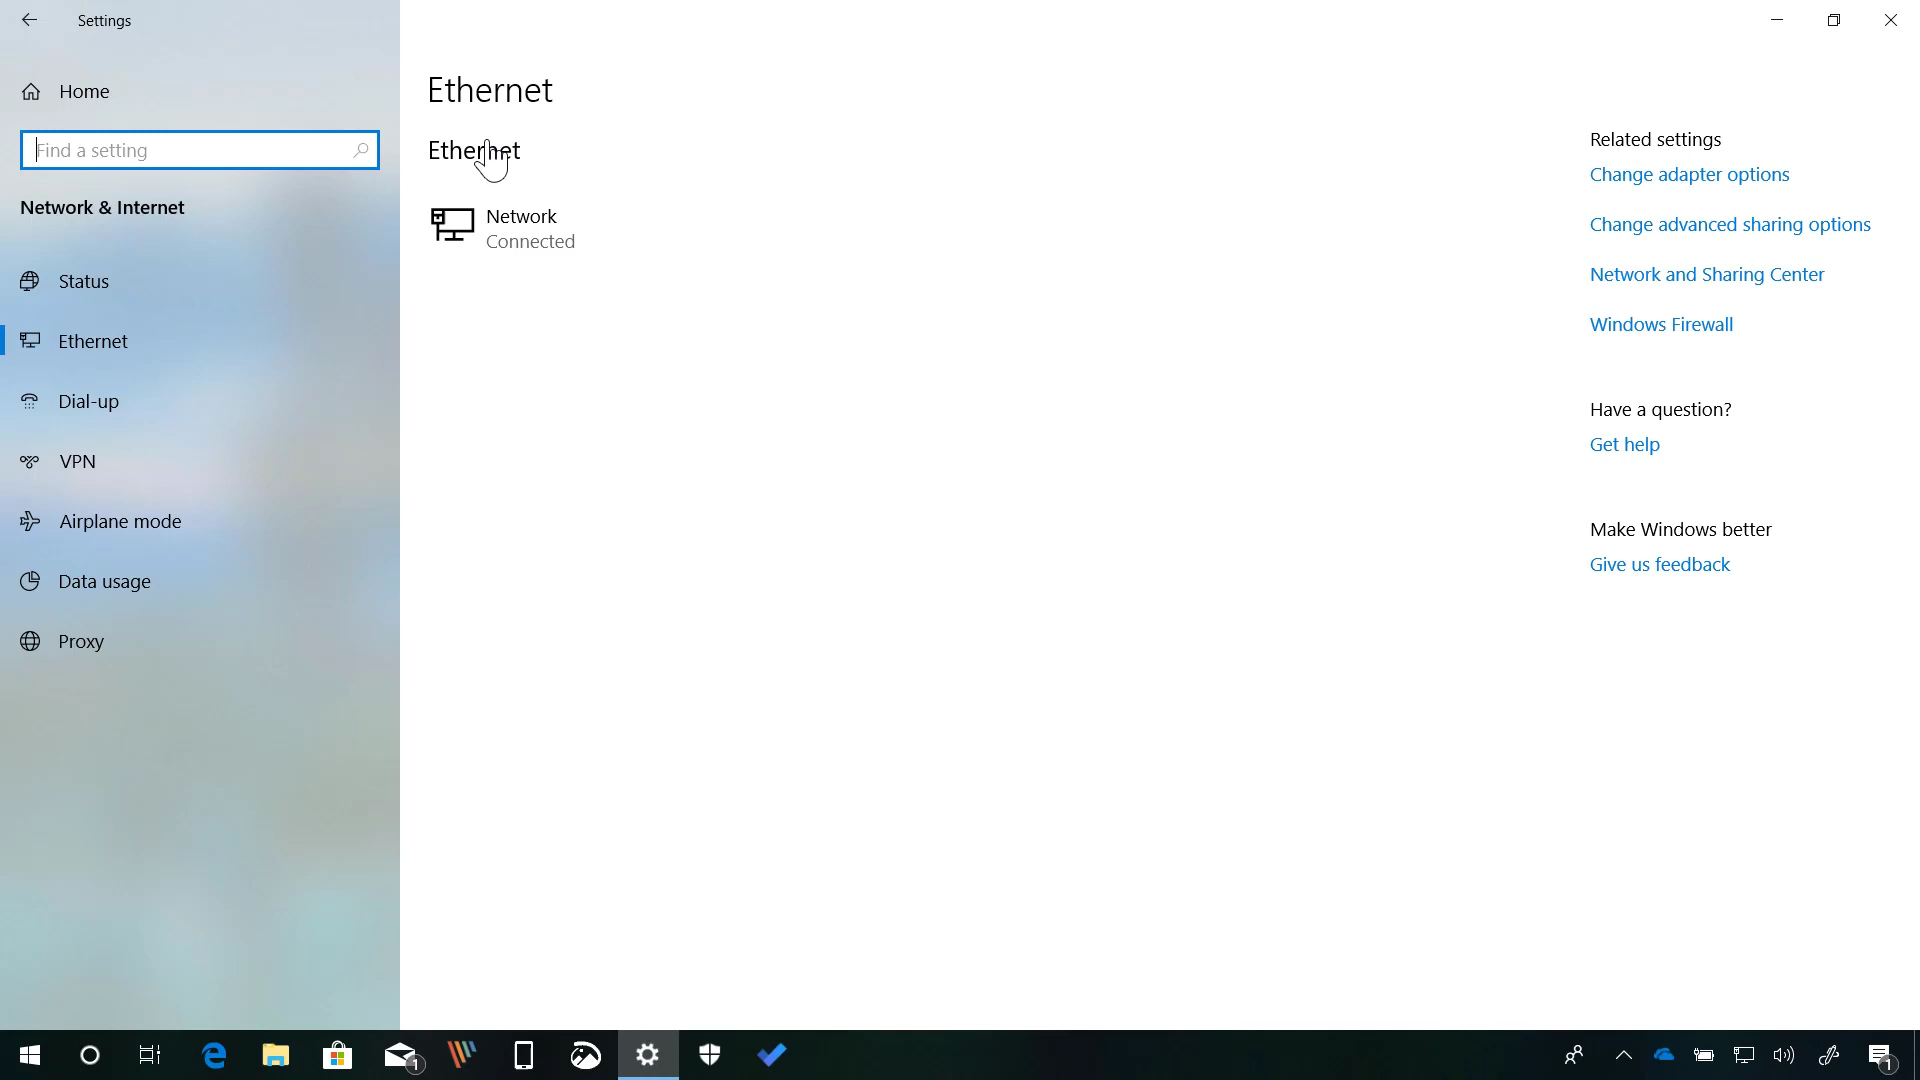 Settings
Home
Find a setting
Network & Internet
Status
Ethernet
Dial-up
VPN
Airplane mode
Data usage
Proxy
Ethernet
Ethernet
Network
Connected
Related settings
Change adapter options
Change advanced sharing options
Network and Sharing Center
Windows Firewall
Have a question?
Get help
Make Windows better
Give us feedback
1
1